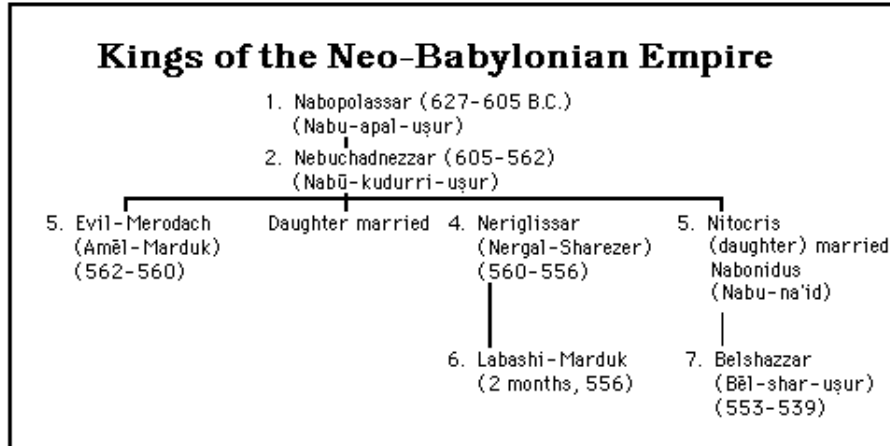 Kings of the Neo-Babylonian Empire
1. Nabopolassar (627-605 B.C.)
(Nabu-apal-uṣur)
2. Nebuchadnezzar (605-562)
(Nabū-kudurri-uṣur)
5. Evil-Merodach
(Amēl-Marduk)
(562-560)
Daughter married
4. Neriglissar
(Nergal-Sharezer)
(560-556)
5. Nitocris
(daughter) married
Nabonidus
(Nabu-na'id)
6. Labashi-Marduk
(2 months, 556)
7. Belshazzar
(Bēl-shar-uṣur)
(553-539)